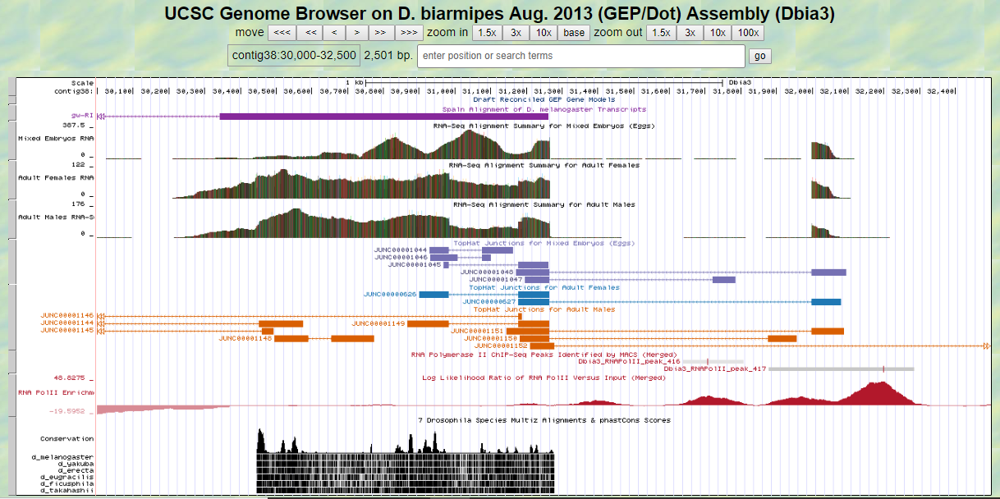 UCSC Genome Browser on D. biarmipes Aug. 2013 (GEP/Dot) Assembly (Dbia3)
move <<< << < > >> >>> zoom in 1.5x 3x 10x base zoom out 1.5x 3x 10x 100x
contig38:30,000-32,500 2,501 bp. enter position or search terms go
Scale 1 kb Dbia3
contig38: 30,100 30,200 30,300 30,400 30,500 30,600 30,700 30,800 30,900 31,000 31,100 31,200 31,300 31,400 31,500 31,600 31,700 31,800 31,900 32,000 32,100 32,200 32,300 32,400
Draft Reconciled GEP Gene Models
Spaln Alignment of D. melanogaster Transcripts
gw-RI
RNA-Seq Alignment Summary for Mixed Embryos (Eggs)
387.5 _
Mixed Embryos RNA
0 _
RNA-Seq Alignment Summary for Adult Females
122 _
Adult Females RNA
0 _
RNA-Seq Alignment Summary for Adult Males
176 _
Adult Males RNA-S
0 _
TopHat Junctions for Mixed Embryos (Eggs)
JUNC00001044
JUNC00001046
JUNC00001045
JUNC00001048
JUNC00001047
TopHat Junctions for Adult Females
JUNC00000626
JUNC00000627
TopHat Junctions for Adult Males
JUNC00001146
JUNC00001144 JUNC00001149
JUNC00001145 JUNC00001151
JUNC00001148 JUNC00001150
JUNC00001152
RNA Polymerase II ChIP-Seq Peaks Identified by MACS (Merged)
Dbia3_RNAPolII_peak_416
Dbia3_RNAPolII_peak_417
Log Likelihood Ratio of RNA PolII Versus Input (Merged)
48.8275 _
RNA PolII Enrichm
-19.5952 _
7 Drosophila Species Multiz Alignments & phastCons Scores
Conservation
d_melanogaster
d_yakuba
d_erecta
d_eugracilis
d_ficusphila
d_takahashii